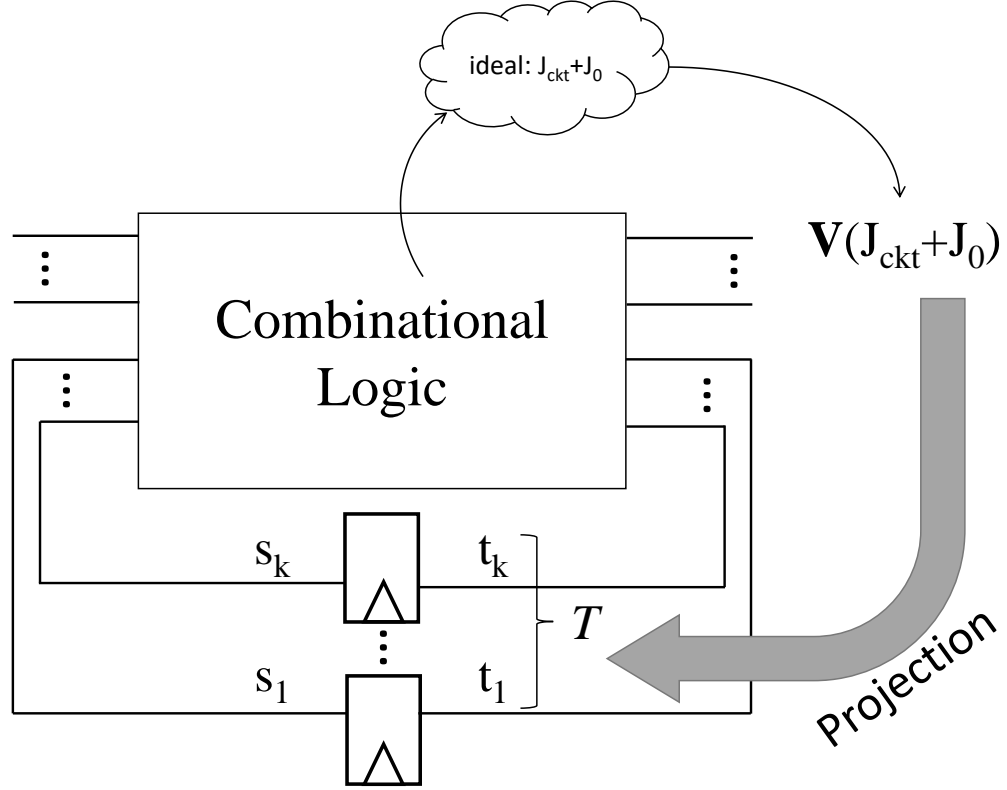 ideal: J_ckt+J_0
V(J_ckt+J_0)
Combinational
Logic
s_k
t_k
T
s_1
t_1
Projection